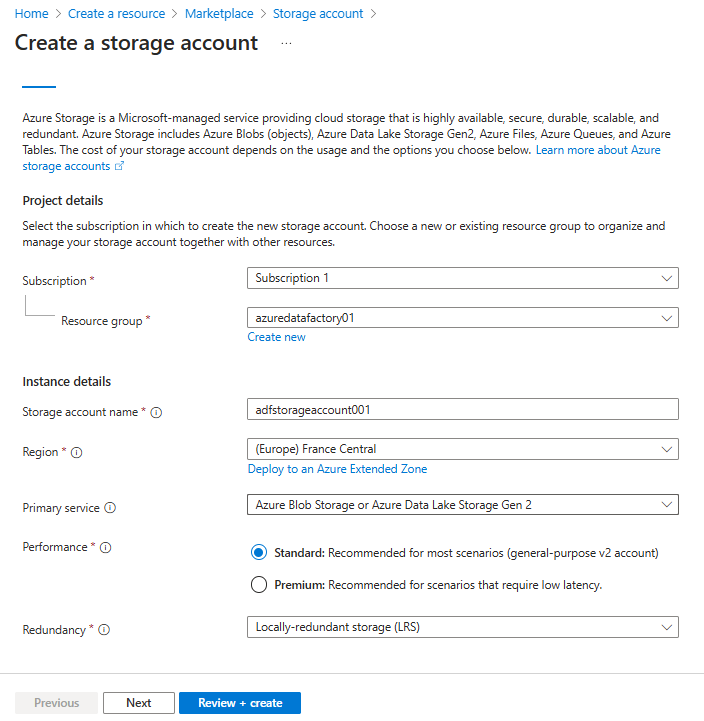 Home > Create a resource > Marketplace > Storage account >
Create a storage account ...
Azure Storage is a Microsoft-managed service providing cloud storage that is highly available, secure, durable, scalable, and
redundant. Azure Storage includes Azure Blobs (objects), Azure Data Lake Storage Gen2, Azure Files, Azure Queues, and Azure
Tables. The cost of your storage account depends on the usage and the options you choose below. Learn more about Azure
storage accounts
Project details
Select the subscription in which to create the new storage account. Choose a new or existing resource group to organize and
manage your storage account together with other resources.
Subscription * Subscription 1
Resource group * azuredatafactory01
Create new
Instance details
Storage account name * adfstorageaccount001
Region * (Europe) France Central
Deploy to an Azure Extended Zone
Primary service Azure Blob Storage or Azure Data Lake Storage Gen 2
Performance * Standard: Recommended for most scenarios (general-purpose v2 account)
Premium: Recommended for scenarios that require low latency.
Redundancy * Locally-redundant storage (LRS)
Previous Next Review + create